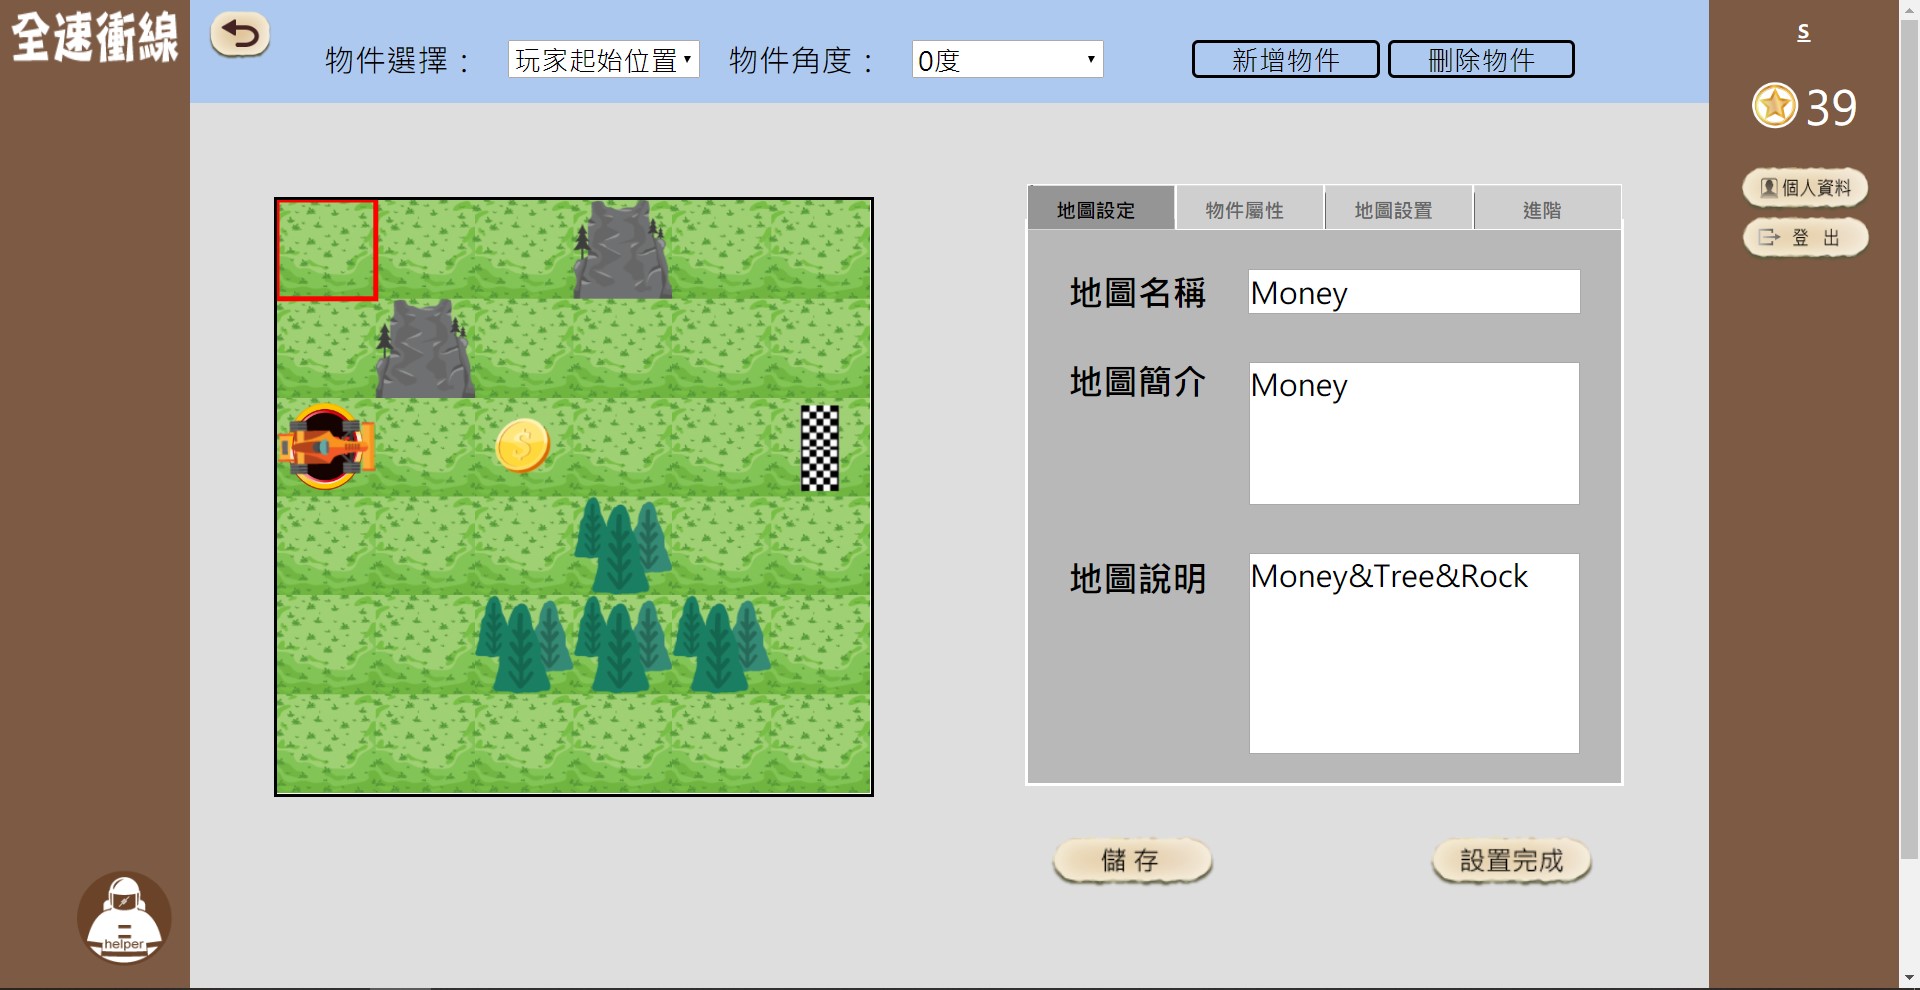 全速衝線
物件選擇：
玩家起始位置
物件角度：
0度
新增物件
刪除物件
s
39
個人資料
登 出
地圖設定
物件屬性
地圖設置
進階
地圖名稱
Money
地圖簡介
Money
地圖說明
Money&Tree&Rock
儲 存
設置完成
helper